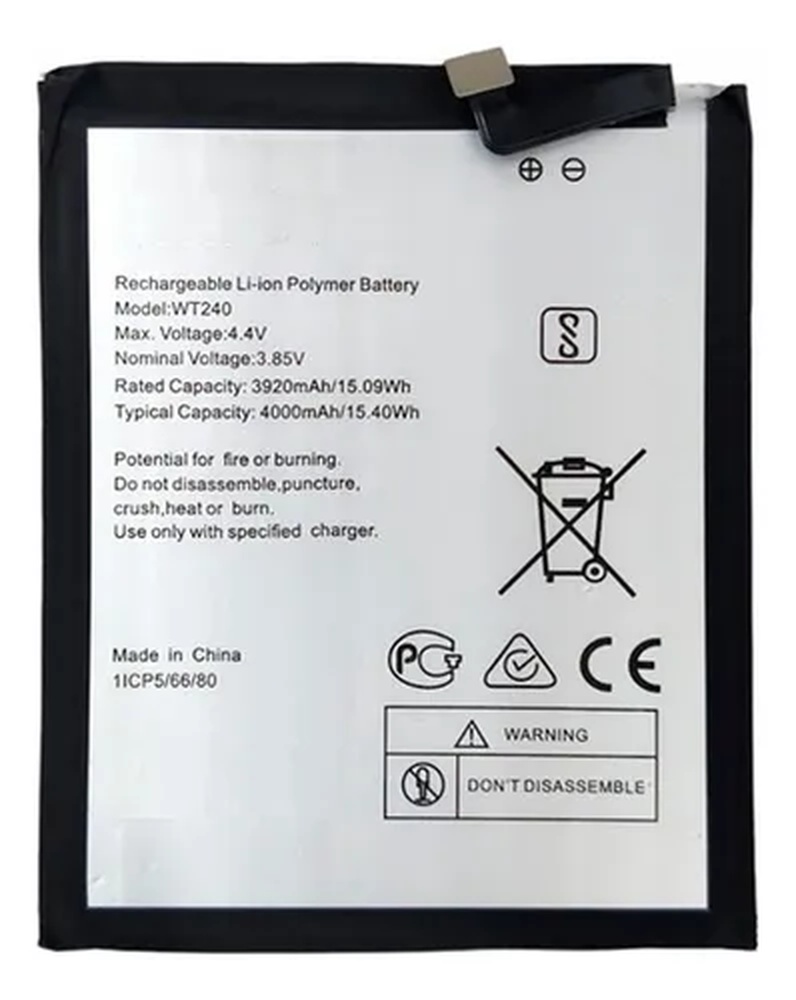 Rechargeable Li-ion Polymer Battery
Model:WT240
Max. Voltage:4.4V
Nominal Voltage:3.85V
Rated Capacity: 3920mAh/15.09Wh
Typical Capacity: 4000mAh/15.40Wh
Potential for fire or burning.
Do not disassemble,puncture,
crush,heat or burn.
Use only with specified charger.
Made in China
1ICP5/66/80
CE
WARNING
DON'T DISASSEMBLE